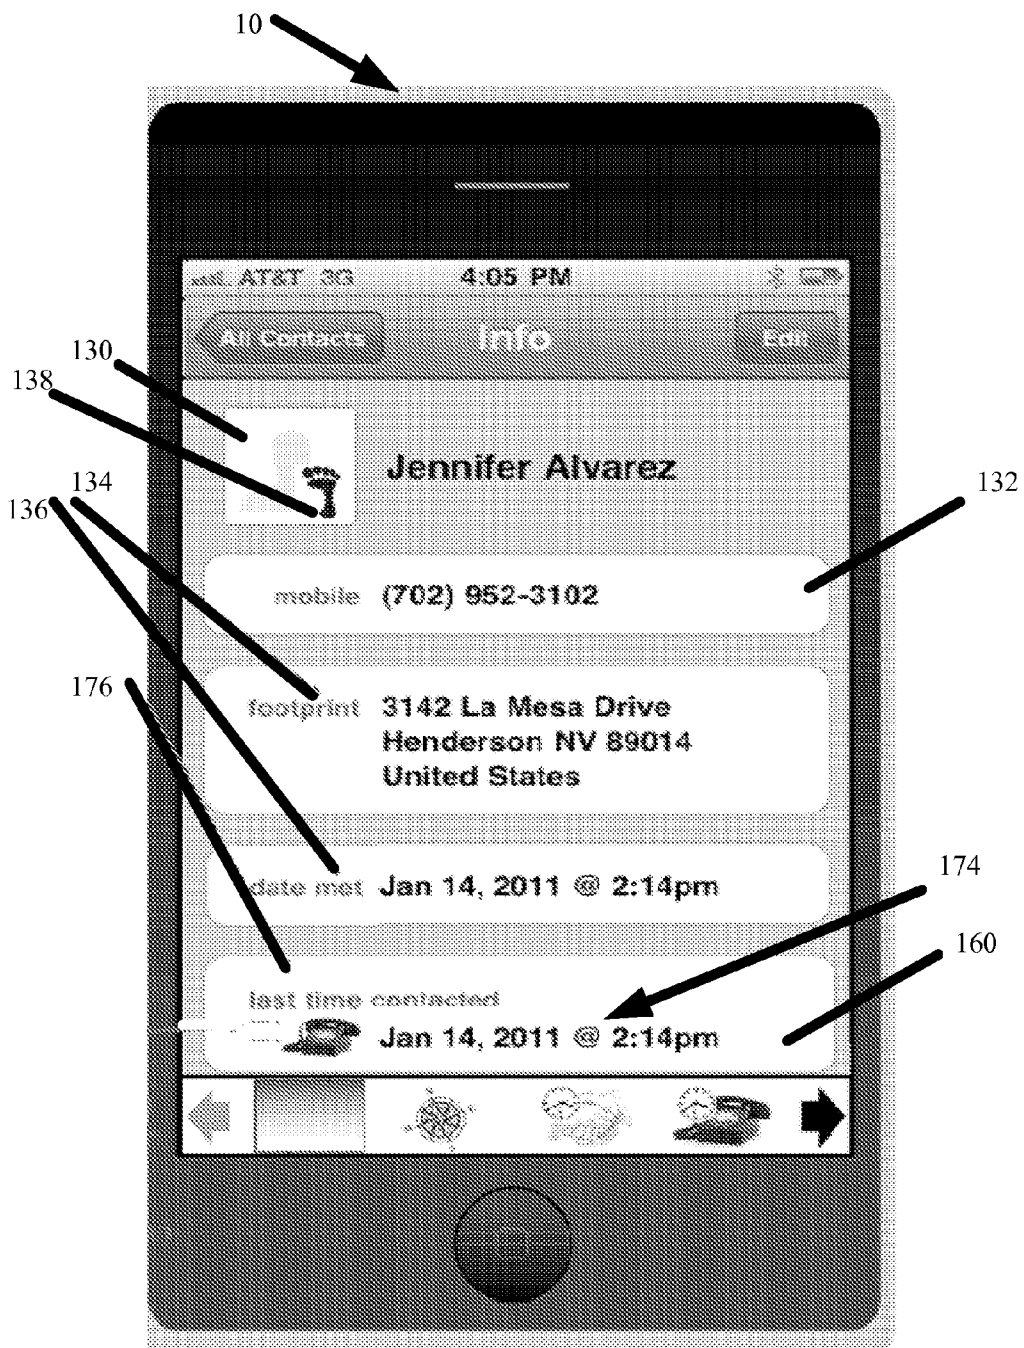 10
AT&T 3G 4:05 PM
All Contacts Info Edit
130
138
Jennifer Alvarez
134
132
136
mobile (702) 952-3102
176
footprint 3142 La Mesa Drive
Henderson NV 89014
United States
174
date met Jan 14, 2011 @ 2:14pm
160
last time contacted
Jan 14, 2011 @ 2:14pm